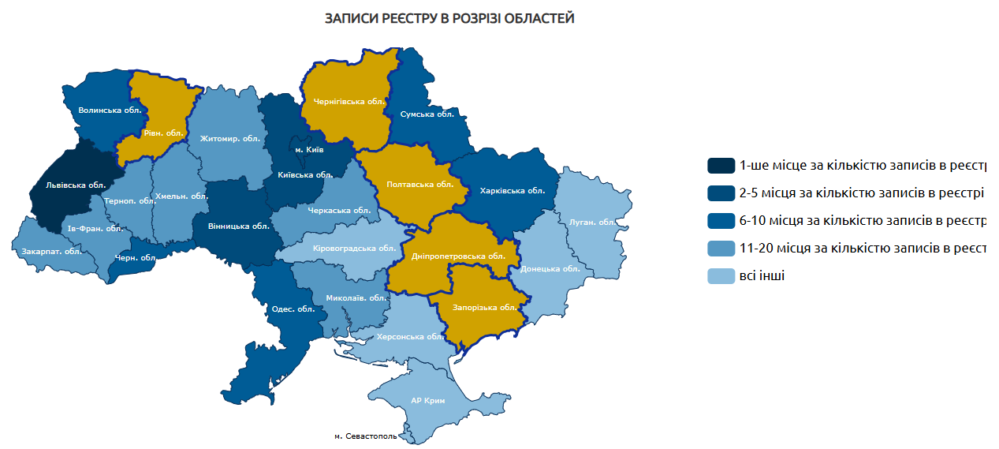 ЗАПИСИ РЕЄСТРУ В РОЗРІЗІ ОБЛАСТЕЙ
Чернігівська обл.
Волинська обл.
Сумська обл.
Рівн. обл.
Житомир. обл.
м. Київ
Київська обл.
Львівська обл.
Полтавська обл.
Харківська обл.
Терноп. обл.
Хмельн. обл.
Черкаська обл.
Луган. обл.
Ів-Фран. обл.
Вінницька обл.
Закарпат. обл.
Черн. обл.
Кіровоградська обл.
Дніпропетровська обл.
Донецька обл.
Миколаїв. обл.
Одес. обл.
Запорізька обл.
Херсонська обл.
АР Крим
м. Севастополь
1-ше місце за кількістю записів в реєстр
2-5 місця за кількістю записів в реєстрі
6-10 місця за кількістю записів в реєстр
11-20 місця за кількістю записів в реєст
всі інші